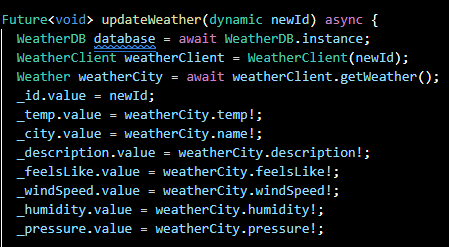 Future<void> updateWeather(dynamic newId) async {
WeatherDB database = await WeatherDB.instance;
WeatherClient weatherClient = WeatherClient(newId);
Weather weatherCity = await weatherClient.getWeather();
_id.value = newId;
_temp.value = weatherCity.temp!;
_city.value = weatherCity.name!;
_description.value = weatherCity.description!;
_feelsLike.value = weatherCity.feelsLike!;
_windSpeed.value = weatherCity.windSpeed!;
_humidity.value = weatherCity.humidity!;
_pressure.value = weatherCity.pressure!;